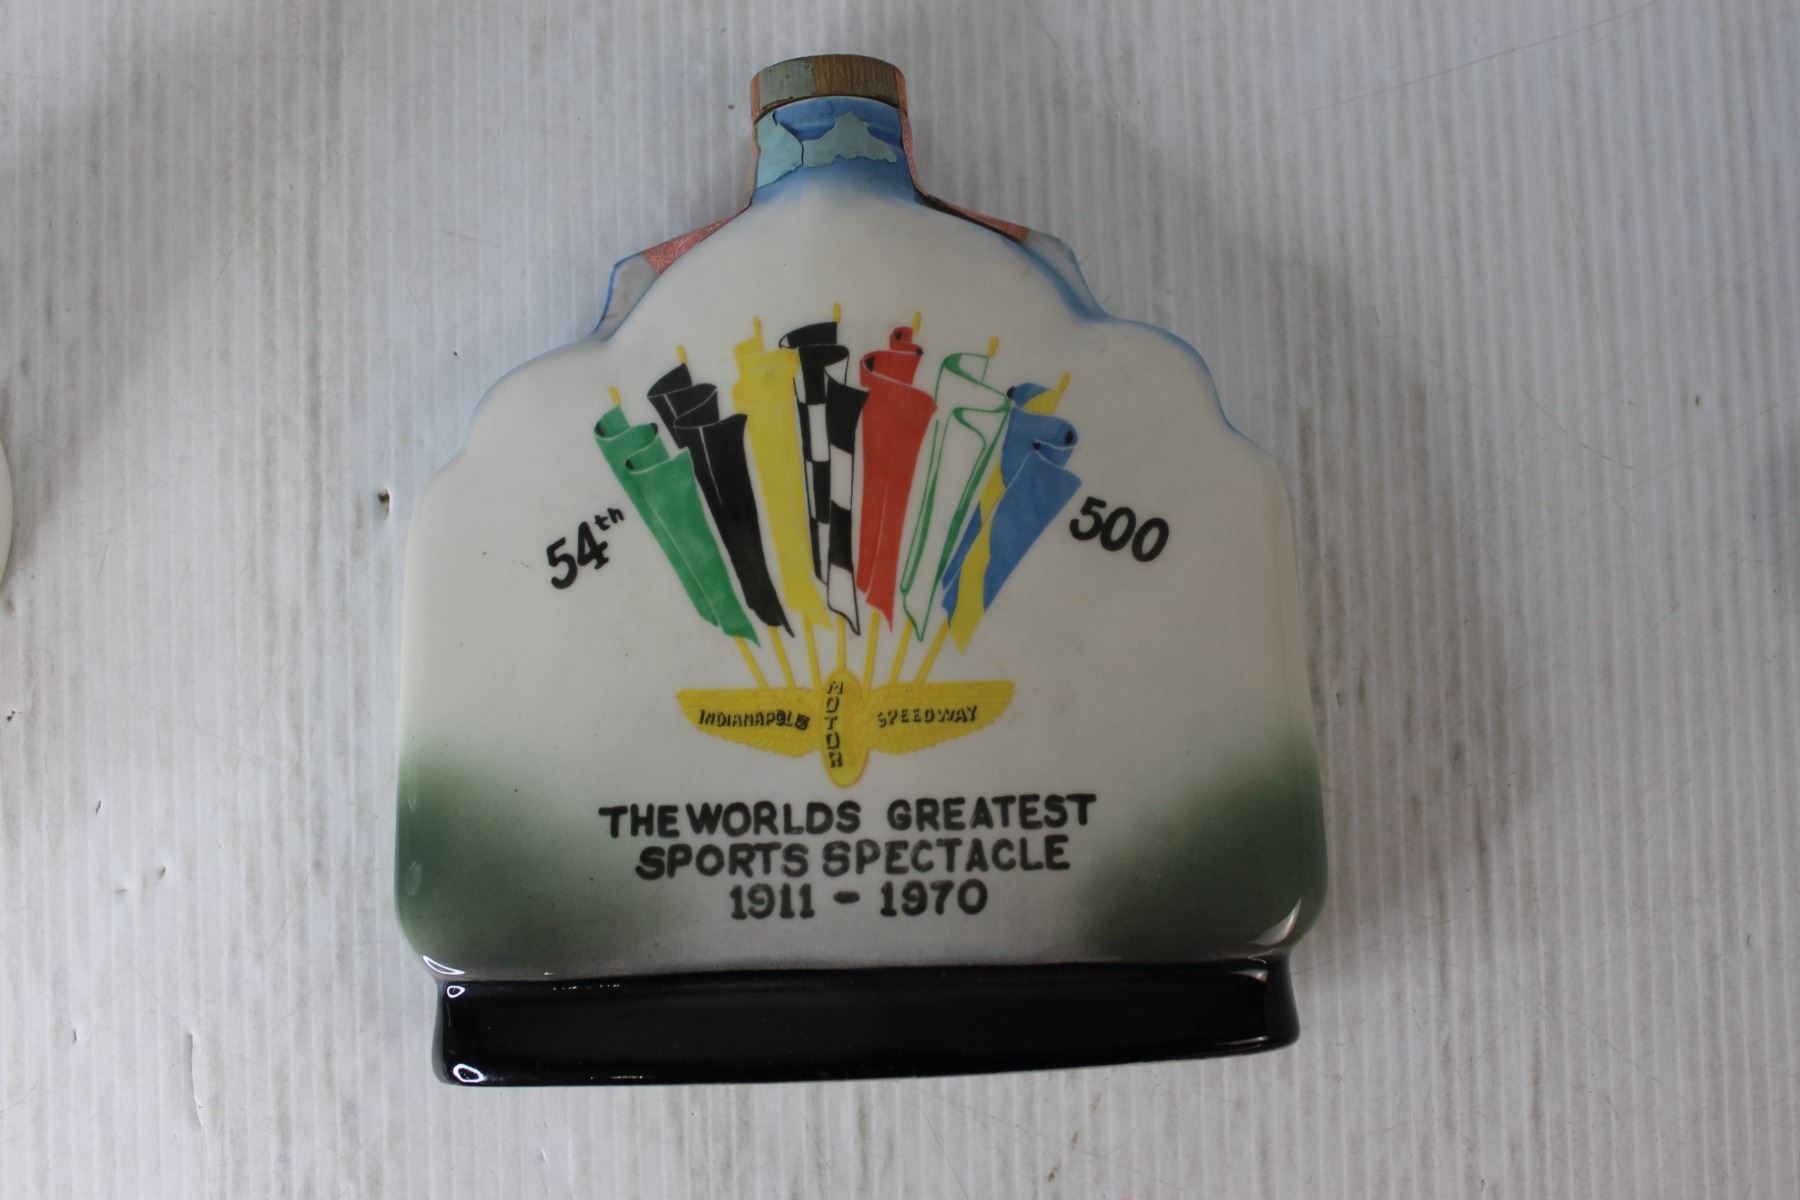 54th 500
INDIANAPOLIS MOTOR SPEEDWAY
THE WORLDS GREATEST
SPORTS SPECTACLE
1911 - 1970